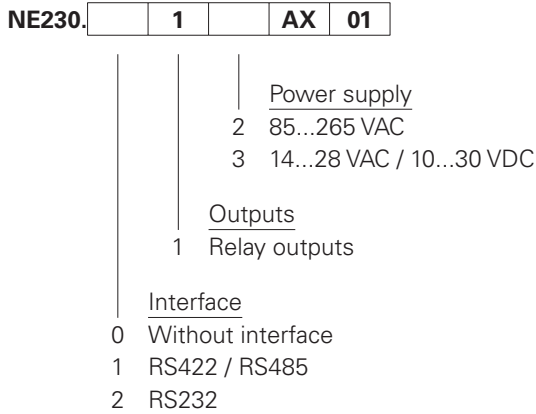 NE230. 1 AX 01
Power supply
2 85...265 VAC
3 14...28 VAC / 10...30 VDC
Outputs
1 Relay outputs
Interface
0 Without interface
1 RS422 / RS485
2 RS232